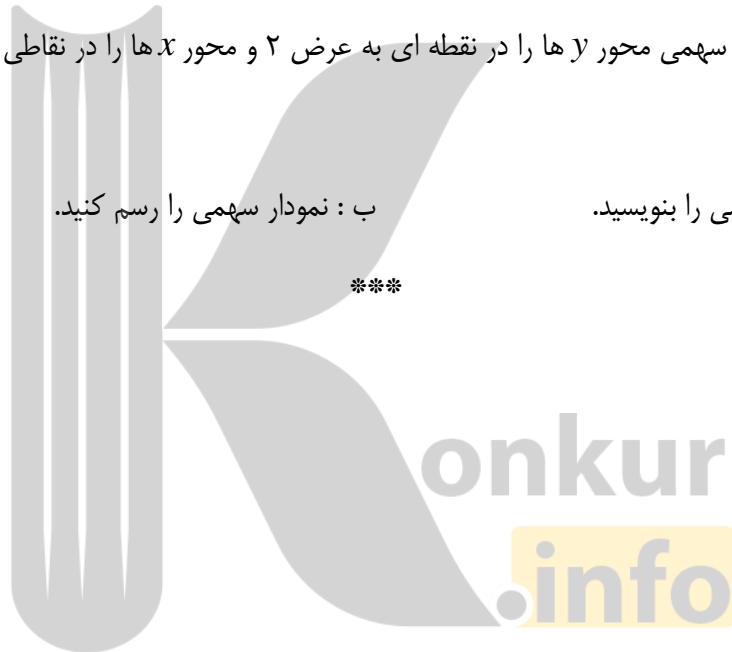 سهمی محور y ها را در نقطه ای به عرض ۲ و محور x ها را در نقاطی
ی را بنویسید. ب : نمودار سهمی را رسم کنید.
***
onkur
.info